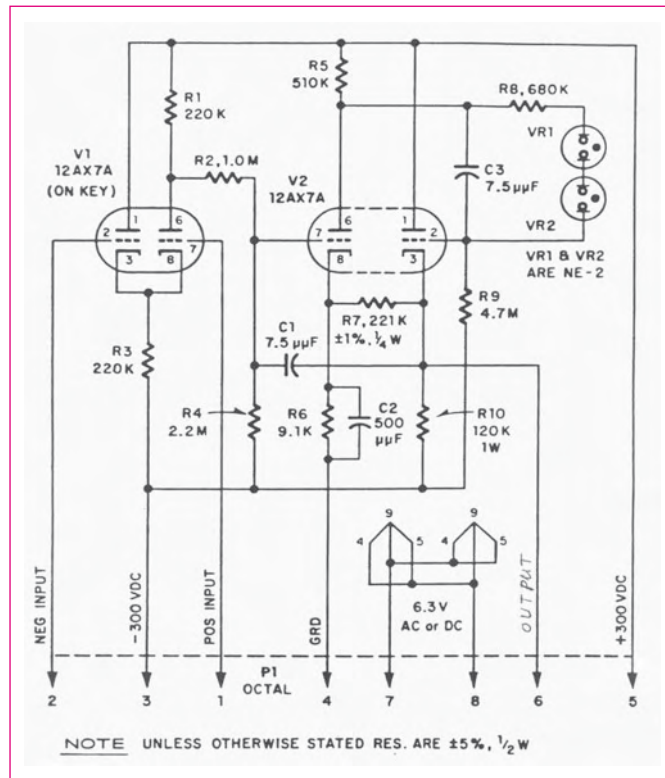 R1
220 K
R5
510K
R8, 680K
VR1
V1
12AX7A
(ON KEY)
R2, 1.0 M
V2
12AX7A
C3
7.5 μμF
VR2
1
6
6
1
2
7
7
2
3
8
8
3
VR1 & VR2
ARE NE-2
R7, 221K
±1%, 1/4 W
R9
4.7M
C1
7.5 μμF
R3
220K
R4
2.2M
R6
9.1K
C2
500
μμF
R10
120K
1W
9
9
4
5
4
5
6.3V
AC or DC
NEG INPUT
-300 VDC
POS INPUT
GRD
OUTPUT
+300VDC
P1
OCTAL
2
3
1
4
7
8
6
5
NOTE UNLESS OTHERWISE STATED RES. ARE ±5%, 1/2 W